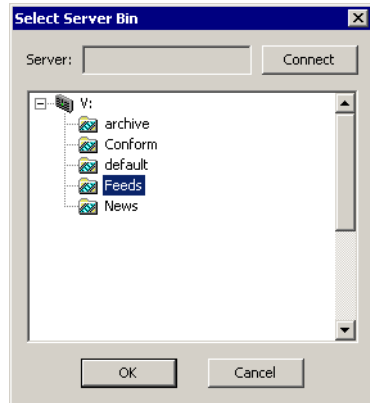 Select Server Bin
Server:
Connect
V:
archive
Conform
default
Feeds
News
OK
Cancel